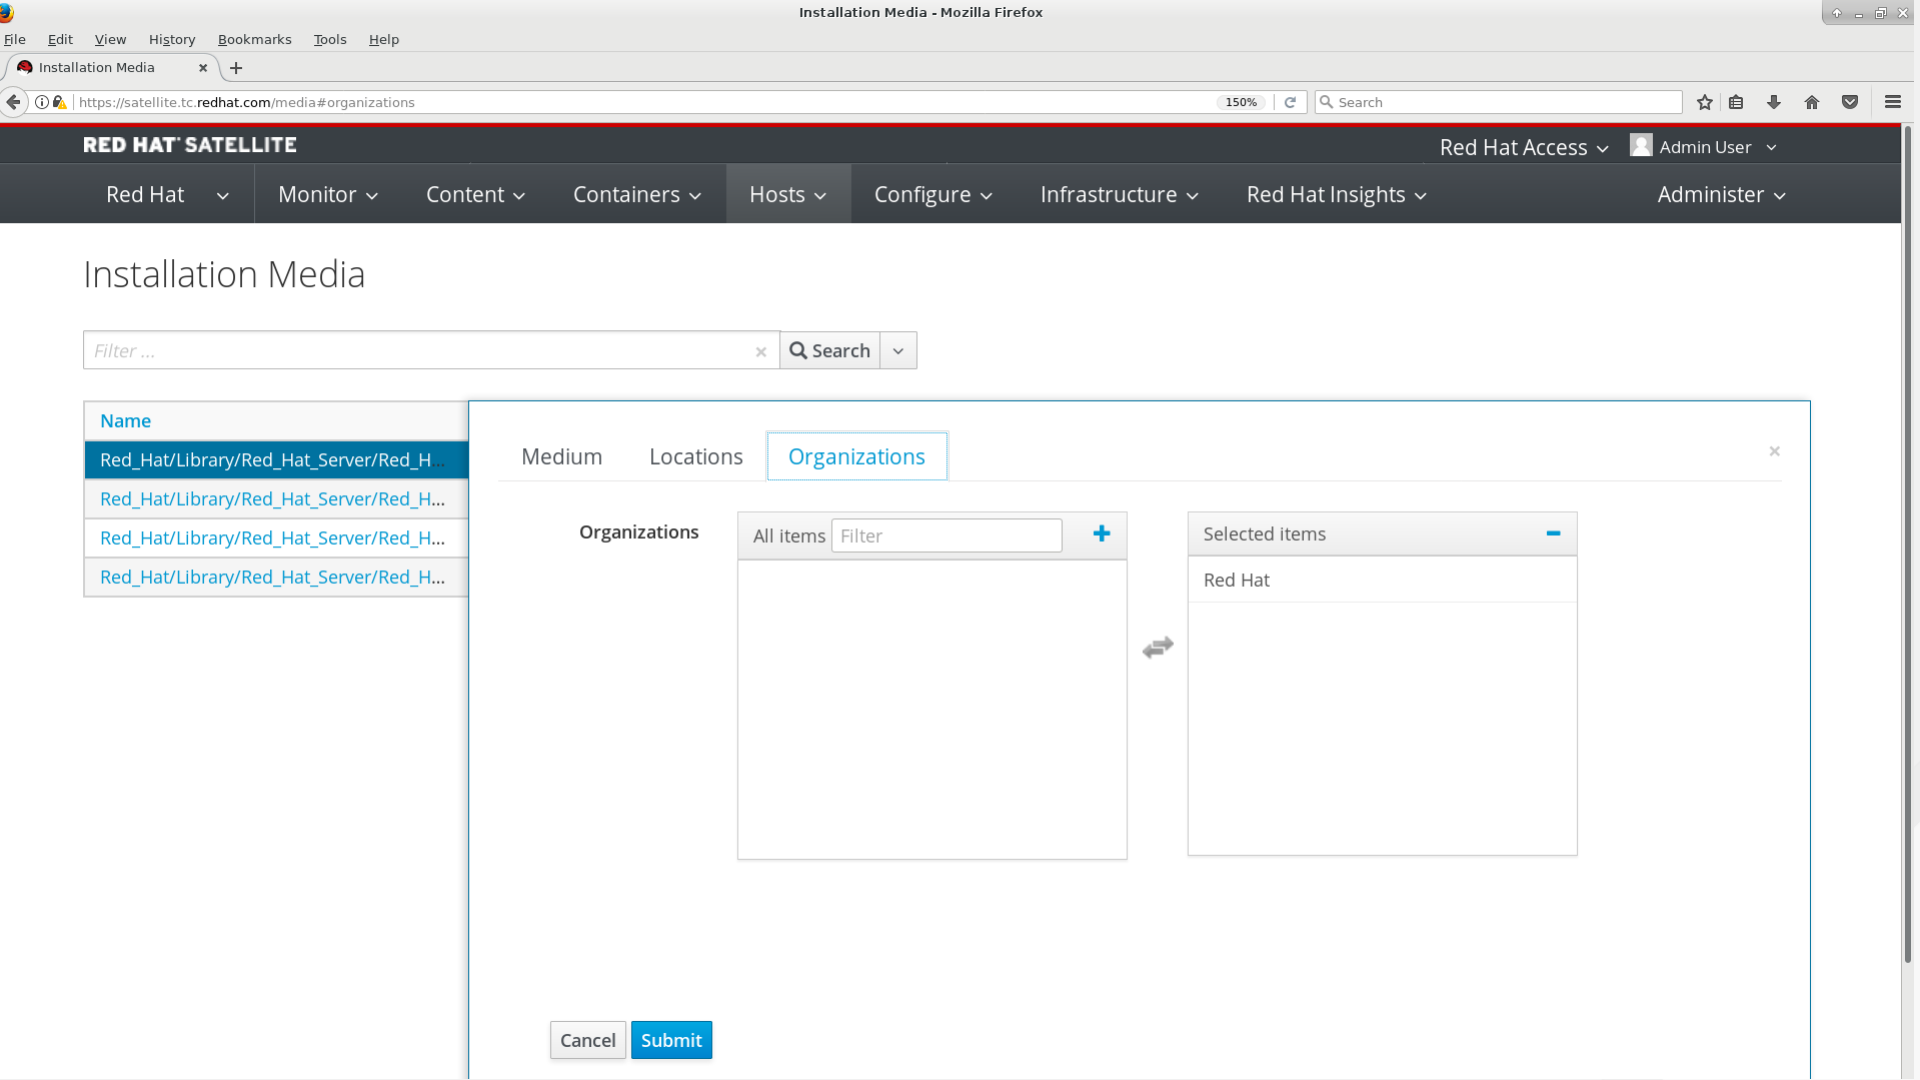 Installation Media - Mozilla Firefox
File Edit View History Bookmarks Tools Help
Installation Media
https://satellite.tc.redhat.com/media#organizations 150% Search
RED HAT SATELLITE Red Hat Access Admin User
Red Hat Monitor Content Containers Hosts Configure Infrastructure Red Hat Insights Administer
Installation Media
Filter ... Search
Name
Red_Hat/Library/Red_Hat_Server/Red_H...
Red_Hat/Library/Red_Hat_Server/Red_H...
Red_Hat/Library/Red_Hat_Server/Red_H...
Red_Hat/Library/Red_Hat_Server/Red_H...
Medium Locations Organizations
Organizations All items Filter Selected items
Red Hat
Cancel Submit